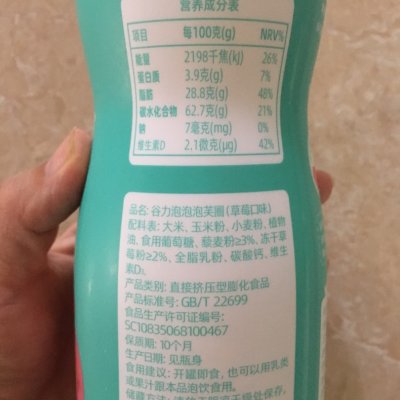 营养成分表
项目 每100克(g) NRV%
能量 2198千焦(kj) 26%
蛋白质 3.9克(g) 7%
脂肪 28.8克(g) 48%
碳水化合物 62.7克(g) 21%
钠 7毫克(mg) 0%
维生素D 2.1微克(μg) 42%
品名: 谷力泡泡泡芙圈(草莓口味)
配料表: 大米、玉米粉、小麦粉、植物
油、食用葡萄糖、藜麦粉≥3%、冻干草
莓粉≥2%、全脂乳粉、碳酸钙、维生
素D₃
产品类别: 直接挤压型膨化食品
产品标准号: GB/T 22699
食品生产许可证编号:
SC10835068100467
保质期: 10个月
生产日期: 见瓶身
食用建议: 开罐即食，也可以用乳类
或果汁跟本品泡饮食用。